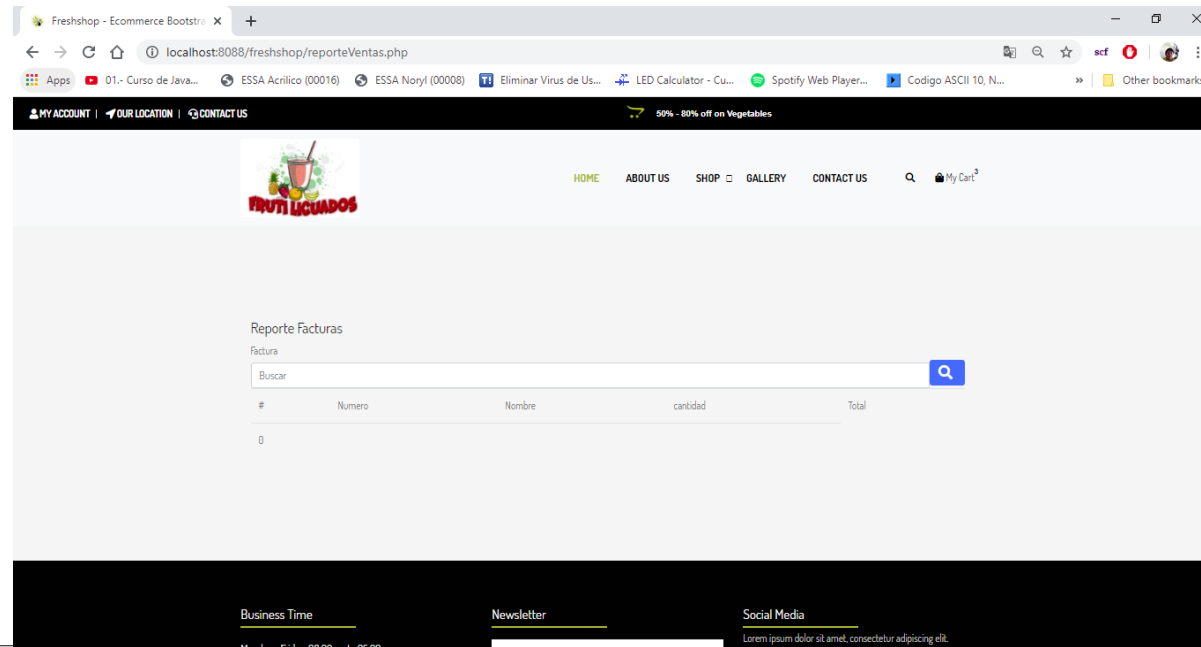 Freshshop - Ecommerce Bootstra
localhost:8088/freshshop/reporteVentas.php
scf
Apps 01.- Curso de Java... ESSA Acrilico (00016) ESSA Noryl (00008) Eliminar Virus de Us... LED Calculator - Cu... Spotify Web Player... Codigo ASCII 10, N... » Other bookmarks
MY ACCOUNT | OUR LOCATION | CONTACT US
50% - 80% off on Vegetables
FRUTI LICUADOS
HOME ABOUT US SHOP GALLERY CONTACT US My Cart 3
Reporte Facturas
Factura
Buscar
# Numero Nombre cantidad Total
0
Business Time Newsletter Social Media
Lorem ipsum dolor sit amet, consectetur adipiscing elit.